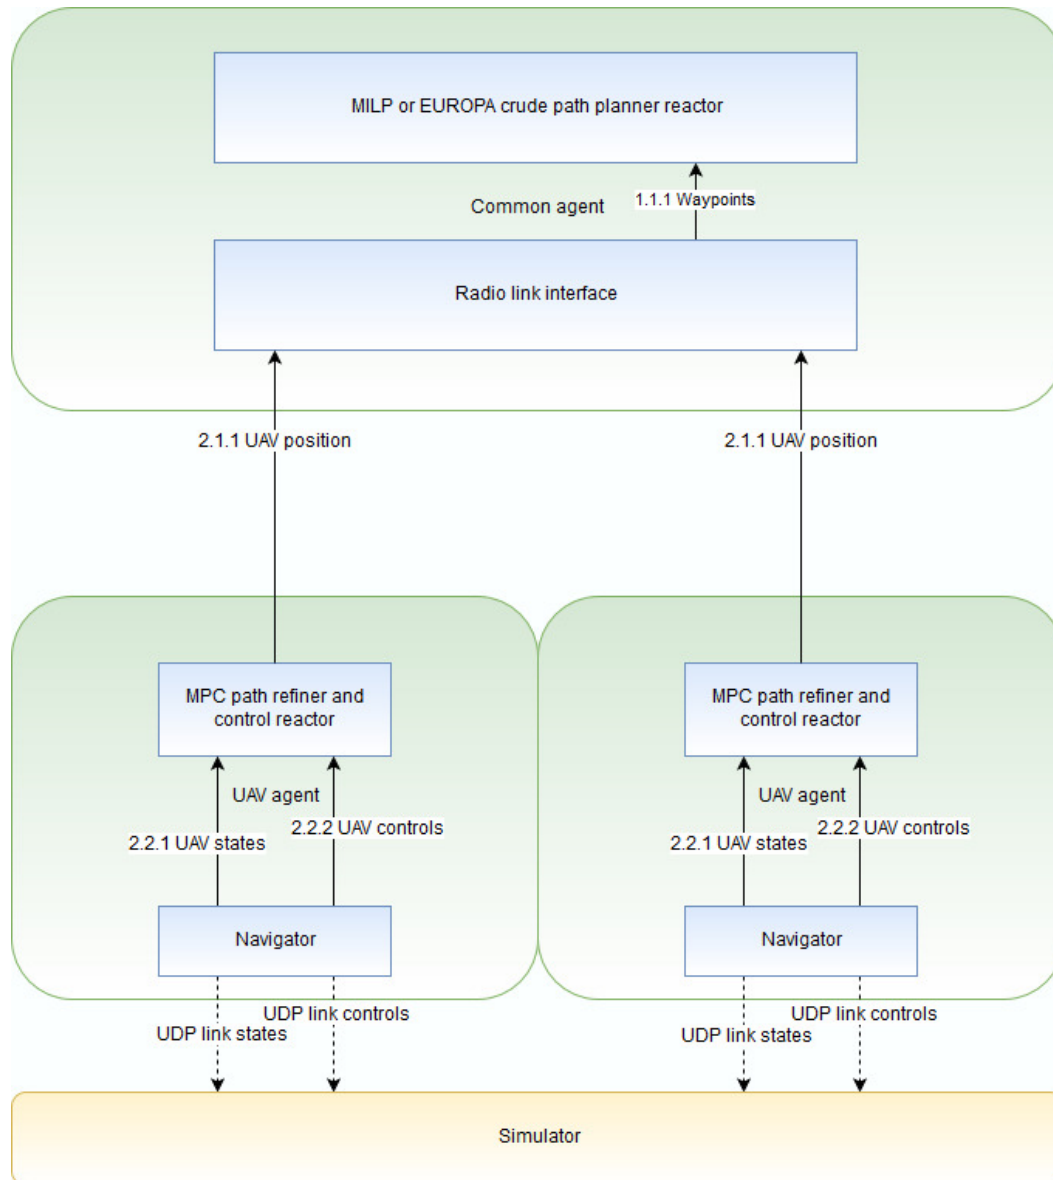 MILP or EUROPA crude path planner reactor
Common agent
1.1.1 Waypoints
Radio link interface
2.1.1 UAV position
2.1.1 UAV position
MPC path refiner and
control reactor
UAV agent
2.2.2 UAV controls
2.2.1 UAV states
Navigator
UDP link controls
UDP link states
MPC path refiner and
control reactor
UAV agent
2.2.2 UAV controls
2.2.1 UAV states
Navigator
UDP link controls
UDP link states
Simulator